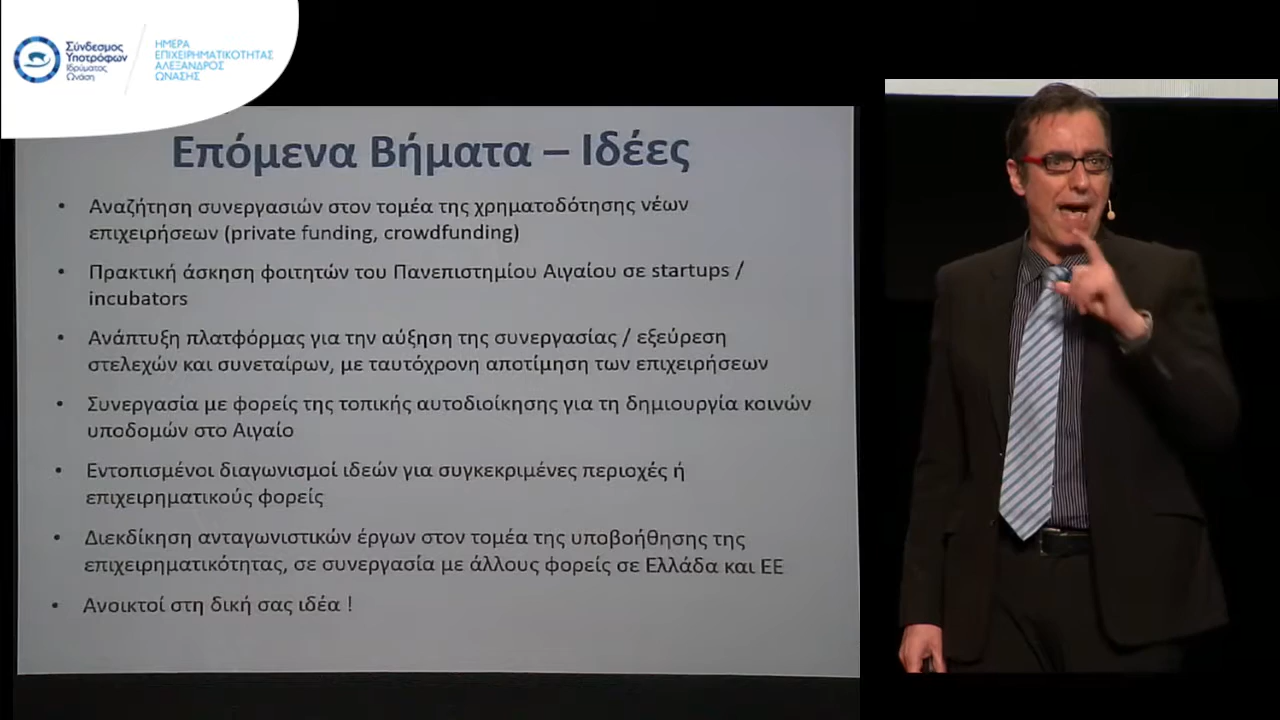 Σύνδεσμος
Υποτρόφων
Ιδρύματος
Ωνάση
ΗΜΕΡΑ
ΕΠΙΧΕΙΡΗΜΑΤΙΚΟΤΗΤΑΣ
ΑΛΕΞΑΝΔΡΟΣ
ΩΝΑΣΗΣ
Επόμενα Βήματα – Ιδέες
• Αναζήτηση συνεργασιών στον τομέα της χρηματοδότησης νέων
επιχειρήσεων (private funding, crowdfunding)
• Πρακτική άσκηση φοιτητών του Πανεπιστημίου Αιγαίου σε startups /
incubators
• Ανάπτυξη πλατφόρμας για την αύξηση της συνεργασίας / εξεύρεση
στελεχών και συνεταίρων, με ταυτόχρονη αποτίμηση των επιχειρήσεων
• Συνεργασία με φορείς της τοπικής αυτοδιοίκησης για τη δημιουργία κοινών
υποδομών στο Αιγαίο
• Εντοπισμένοι διαγωνισμοί ιδεών για συγκεκριμένες περιοχές ή
επιχειρηματικούς φορείς
• Διεκδίκηση ανταγωνιστικών έργων στον τομέα της υποβοήθησης της
επιχειρηματικότητας, σε συνεργασία με άλλους φορείς σε Ελλάδα και ΕΕ
• Ανοικτοί στη δική σας ιδέα !